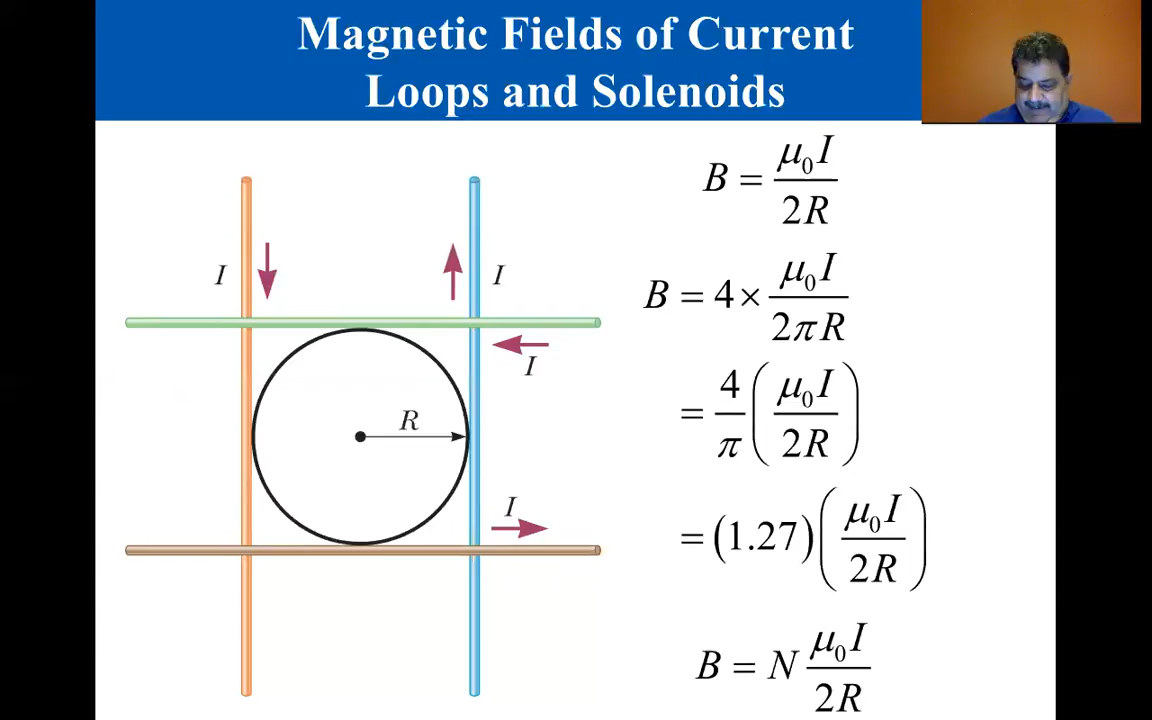 Magnetic Fields of Current
Loops and Solenoids
I
I
I
R
I
B = μ₀I / 2R
B = 4 × μ₀I / 2πR
= 4/π (μ₀I / 2R)
= (1.27) (μ₀I / 2R)
B = N μ₀I / 2R